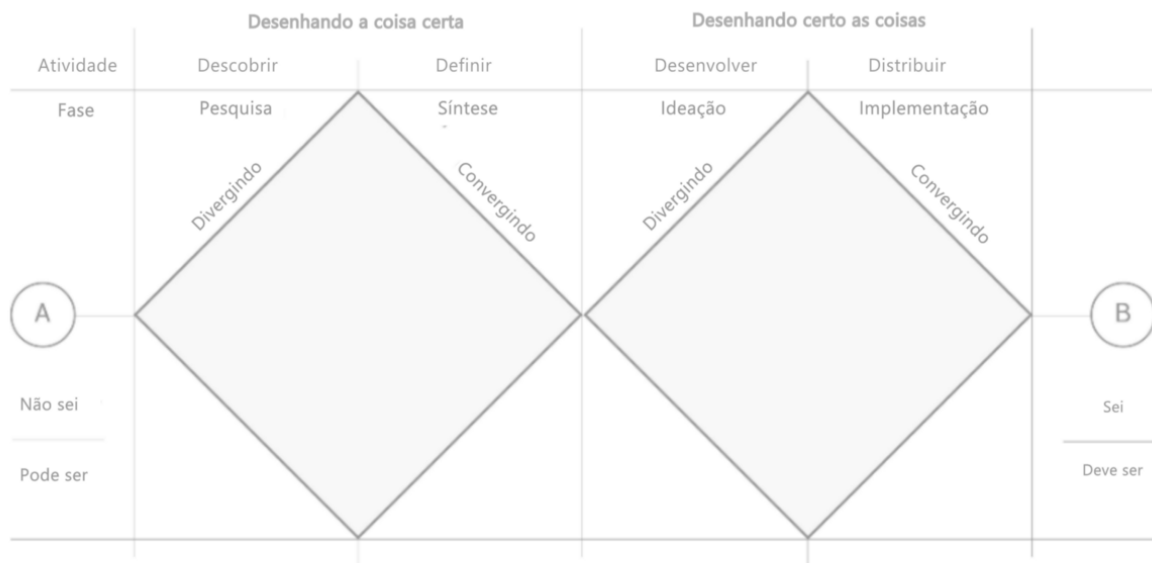 Desenhando a coisa certa
Desenhando certo as coisas
Atividade
Descobrir
Definir
Desenvolver
Distribuir
Fase
Pesquisa
Síntese
Ideação
Implementação
Divergindo
Convergindo
Divergindo
Convergindo
A
B
Não sei
Sei
Pode ser
Deve ser